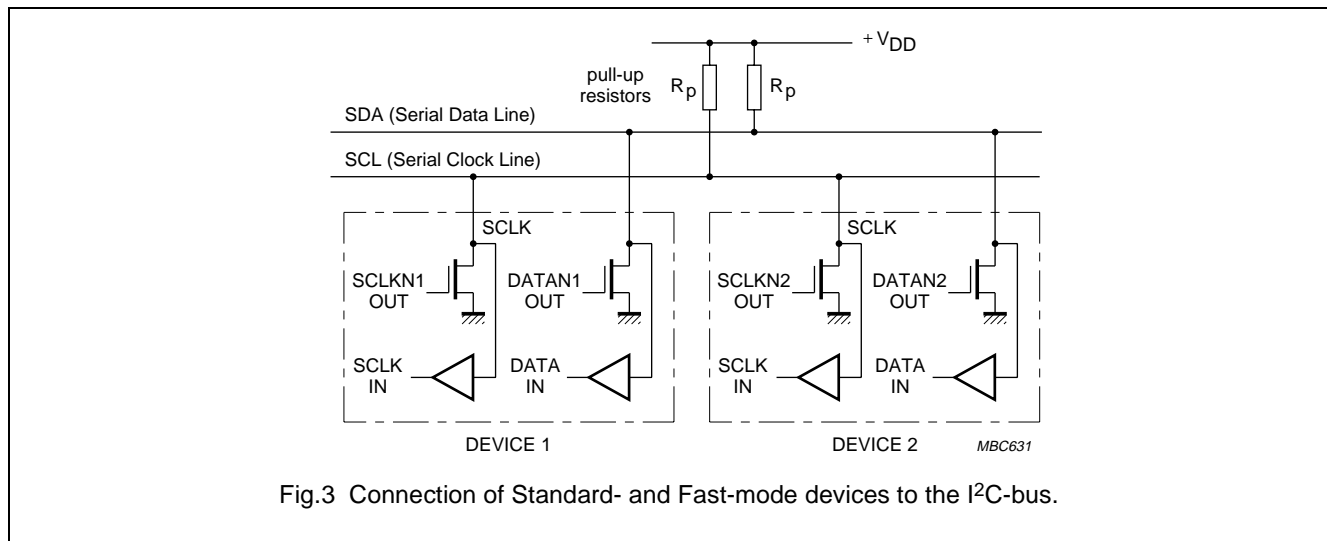 + VDD
pull-up
resistors
Rp
Rp
SDA (Serial Data Line)
SCL (Serial Clock Line)
SCLK
SCLKN1
OUT
DATAN1
OUT
SCLK
IN
DATA
IN
DEVICE 1
SCLK
SCLKN2
OUT
DATAN2
OUT
SCLK
IN
DATA
IN
DEVICE 2
MBC631
Fig.3 Connection of Standard- and Fast-mode devices to the I²C-bus.